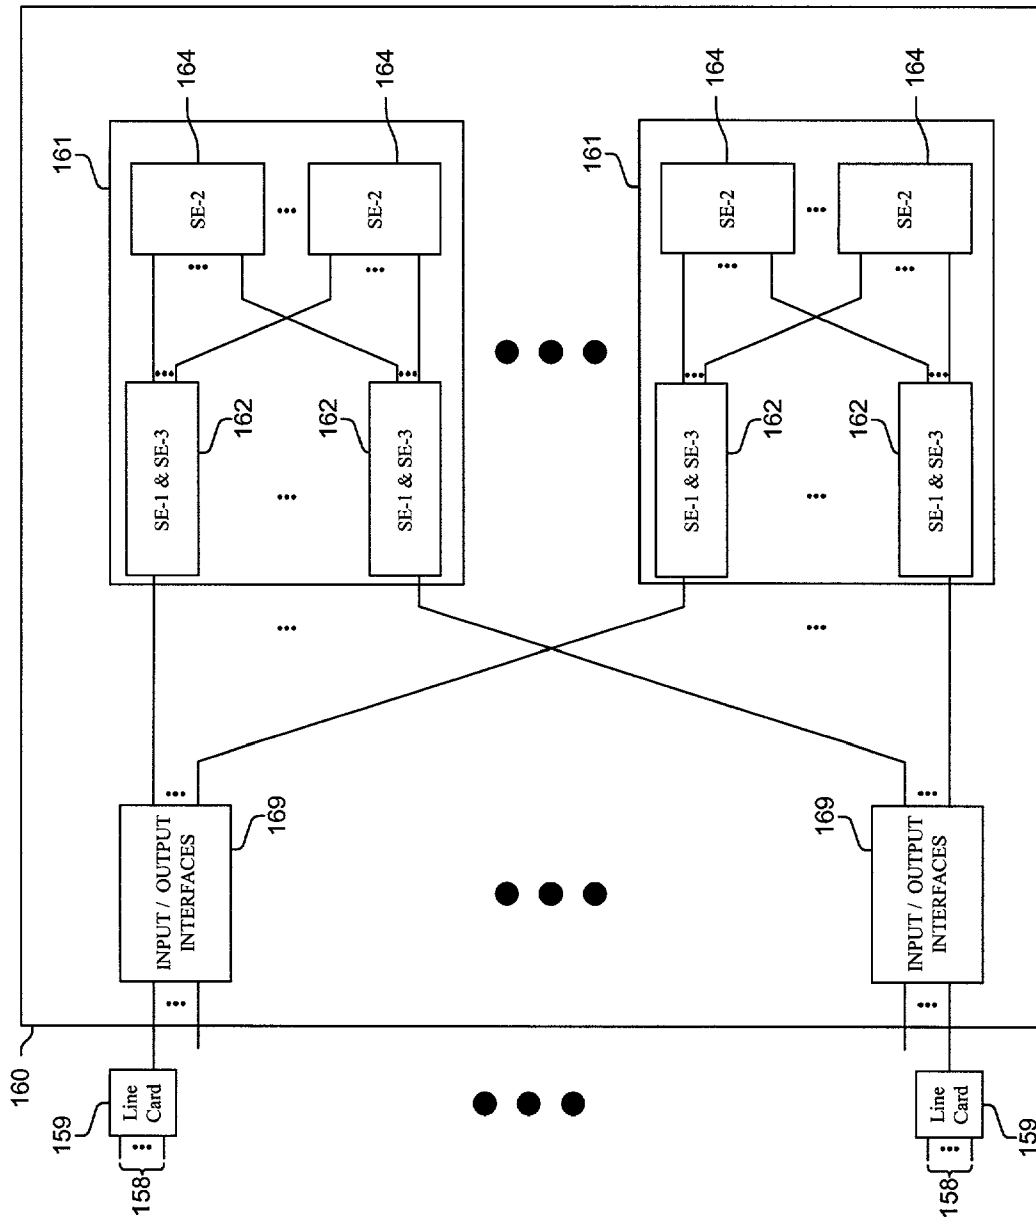 160
159
Line
Card
158
INPUT / OUTPUT
INTERFACES
169
161
SE-1 & SE-3
162
SE-1 & SE-3
162
SE-2
164
SE-2
164
161
SE-1 & SE-3
162
SE-1 & SE-3
162
SE-2
164
SE-2
164
INPUT / OUTPUT
INTERFACES
169
Line
Card
159
158